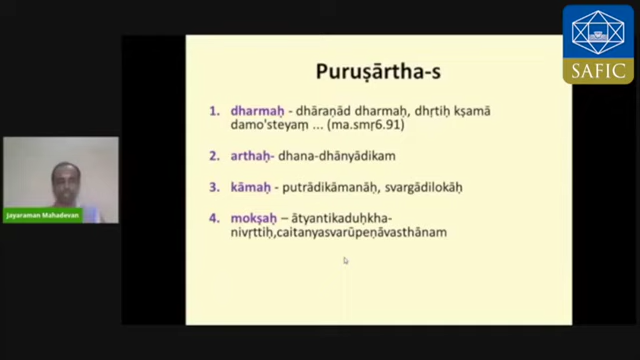 SAFIC
Puruṣārtha-s
1. dharmaḥ - dhāraṇād dharmaḥ, dhṛtiḥ kṣamā
damo'steyaṃ ... (ma.smṛ6.91)
2. arthaḥ- dhana-dhānyādikam
3. kāmaḥ - putrādikāmanāḥ, svargādilokāḥ
4. mokṣaḥ – ātyantikaduḥkha-
nivṛttiḥ,caitanyasvarūpeṇāvasthānam
Jayaraman Mahadevan